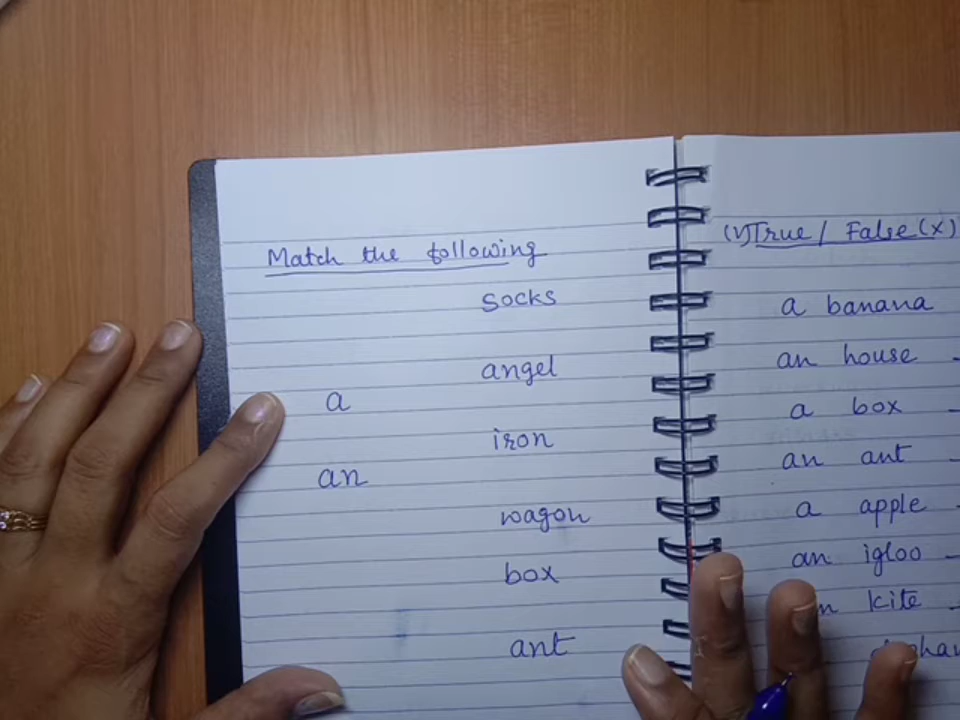 Match the following
socks
angel
a
iron
an
wagon
box
ant
(√)True / False(x)
a banana
an house
a box
an ant
a apple
an igloo
kite